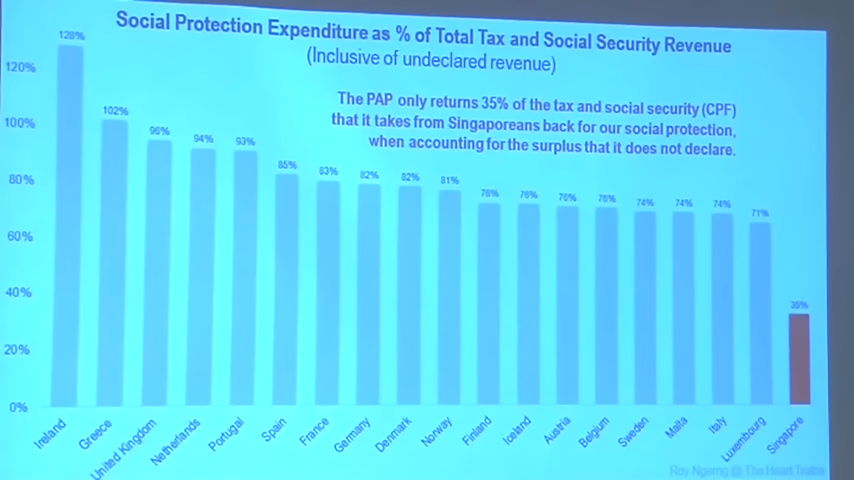 Social Protection Expenditure as % of Total Tax and Social Security Revenue
(Inclusive of undeclared revenue)
The PAP only returns 35% of the tax and social security (CPF)
that it takes from Singaporeans back for our social protection,
when accounting for the surplus that it does not declare.
120%
100%
80%
60%
40%
20%
0%
128%
102%
96%
94%
93%
85%
83%
82%
82%
81%
76%
76%
76%
76%
74%
74%
74%
71%
35%
Ireland
Greece
United Kingdom
Netherlands
Portugal
Spain
France
Germany
Denmark
Norway
Finland
Iceland
Austria
Belgium
Sweden
Malta
Italy
Luxembourg
Singapore
Roy Ngerng @ The Heart Truths